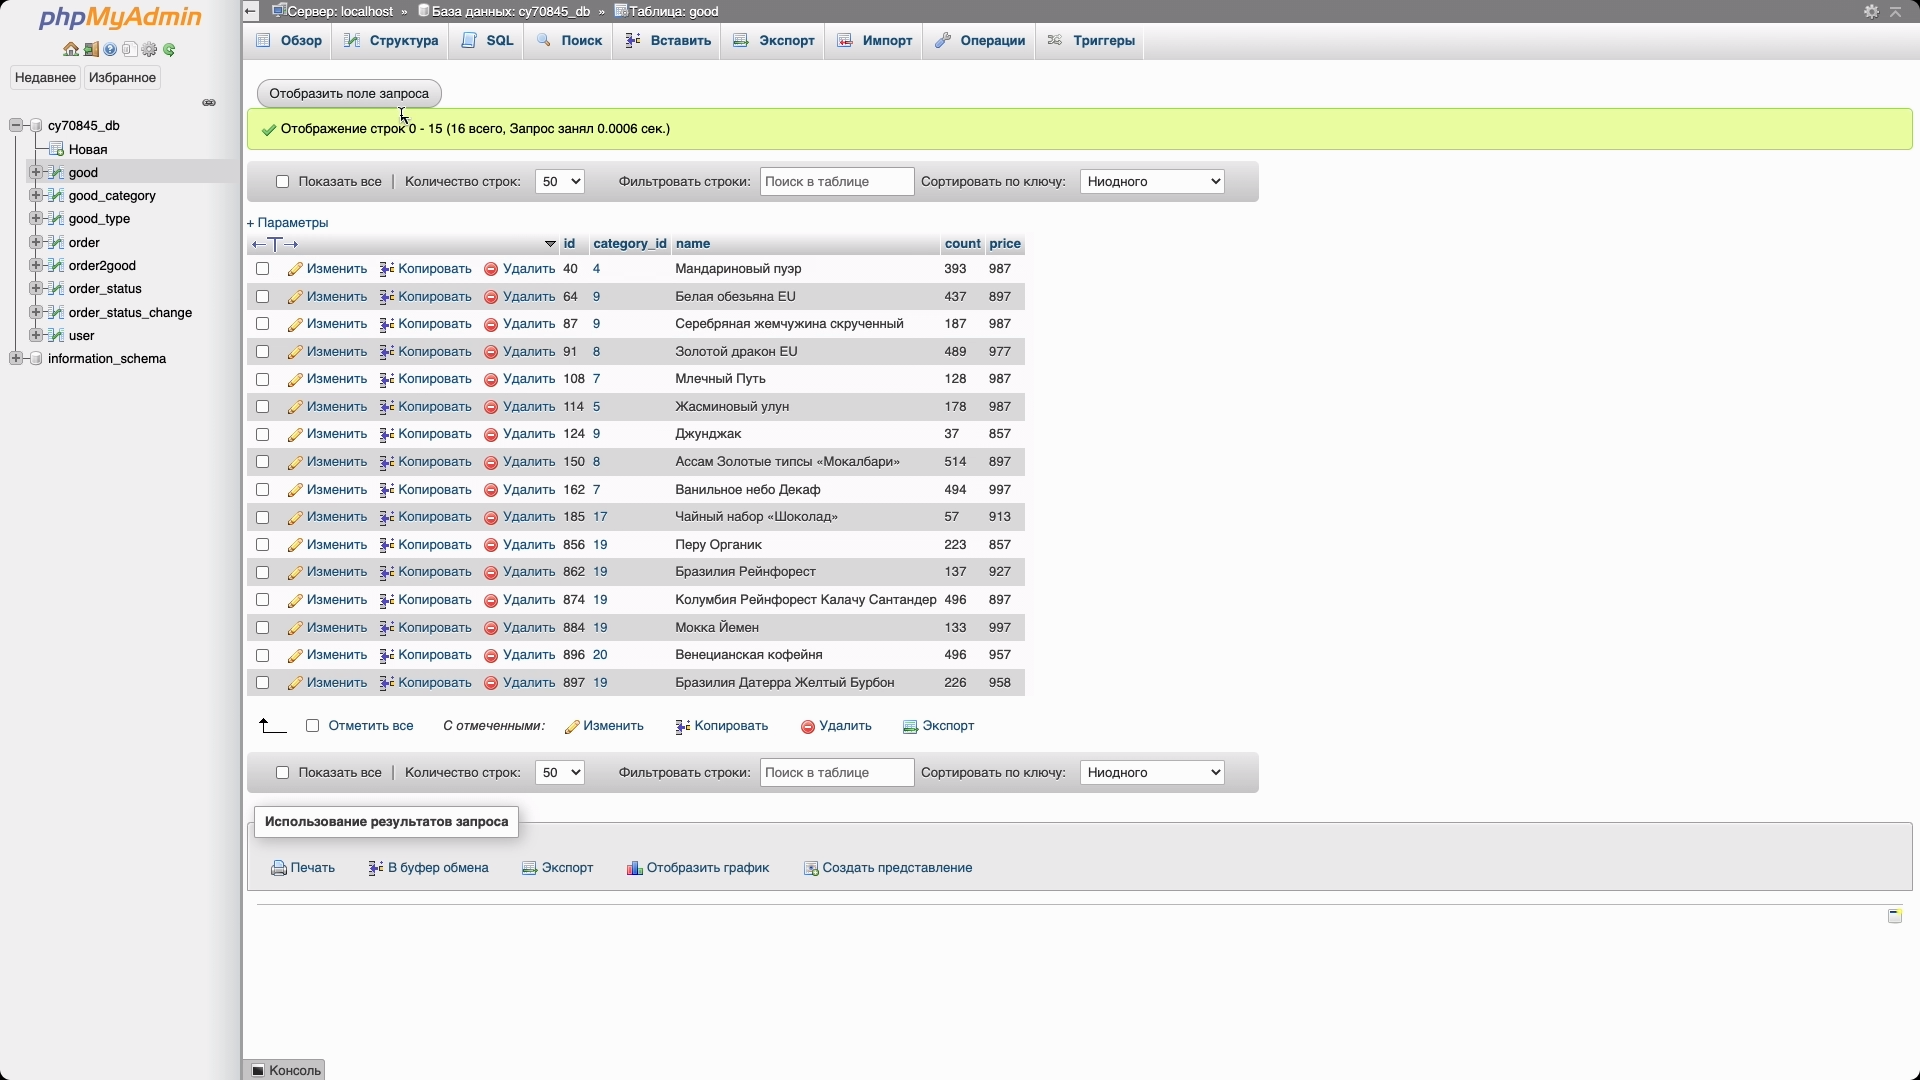 phpMyAdmin
Недавнее Избранное
cy70845_db
Новая
good
good_category
good_type
order
order2good
order_status
order_status_change
user
information_schema
Сервер: localhost » База данных: cy70845_db » Таблица: good
Обзор Структура SQL Поиск Вставить Экспорт Импорт Операции Триггеры
Отобразить поле запроса
Отображение строк 0 - 15 (16 всего, Запрос занял 0.0006 сек.)
Показать все | Количество строк: 50 Фильтровать строки: Поиск в таблице Сортировать по ключу: Ниодного
+ Параметры
←T→ id category_id name count price
Изменить Копировать Удалить 40 4 Мандариновый пуэр 393 987
Изменить Копировать Удалить 64 9 Белая обезьяна EU 437 897
Изменить Копировать Удалить 87 9 Серебряная жемчужина скрученный 187 987
Изменить Копировать Удалить 91 8 Золотой дракон EU 489 977
Изменить Копировать Удалить 108 7 Млечный Путь 128 987
Изменить Копировать Удалить 114 5 Жасминовый улун 178 987
Изменить Копировать Удалить 124 9 Джунджак 37 857
Изменить Копировать Удалить 150 8 Ассам Золотые типсы «Мокалбари» 514 897
Изменить Копировать Удалить 162 7 Ванильное небо Декаф 494 997
Изменить Копировать Удалить 185 17 Чайный набор «Шоколад» 57 913
Изменить Копировать Удалить 856 19 Перу Органик 223 857
Изменить Копировать Удалить 862 19 Бразилия Рейнфорест 137 927
Изменить Копировать Удалить 874 19 Колумбия Рейнфорест Калачу Сантандер 496 897
Изменить Копировать Удалить 884 19 Мокка Йемен 133 997
Изменить Копировать Удалить 896 20 Венецианская кофейня 496 957
Изменить Копировать Удалить 897 19 Бразилия Датерра Желтый Бурбон 226 958
Отметить все С отмеченными: Изменить Копировать Удалить Экспорт
Показать все | Количество строк: 50 Фильтровать строки: Поиск в таблице Сортировать по ключу: Ниодного
Использование результатов запроса
Печать В буфер обмена Экспорт Отобразить график Создать представление
Консоль